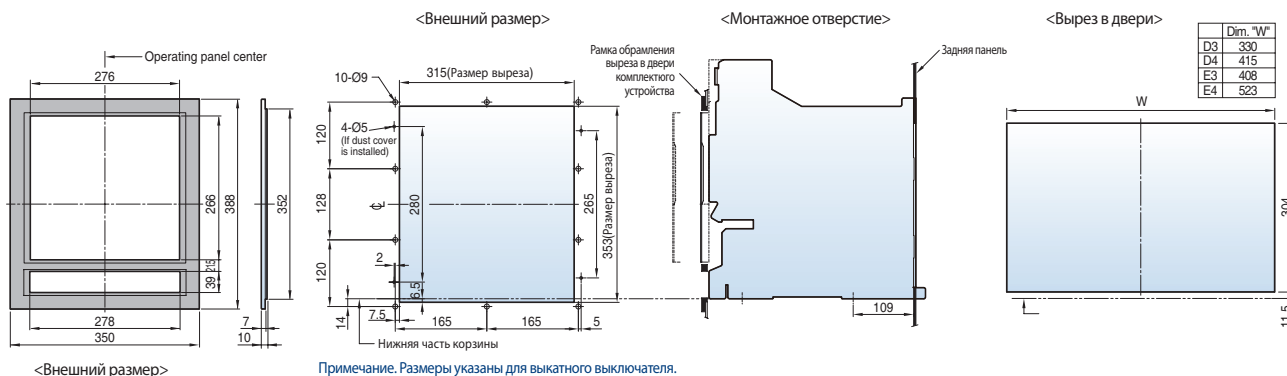 <Внешний размер>
<Монтажное отверстие>
<Вырез в двери>
Dim. "W"
D3 330
D4 415
E3 408
E4 523
Operating panel center
276
266
388
21.5
39
278
350
352
7
10
10-Ø9
315(Размер выреза)
4-Ø5
(If dust cover
is installed)
120
128
120
280
265
353(Размер выреза)
2
6.5
14
7.5
165
165
5
Нижняя часть корзины
Рамка обрамления
выреза в двери
комплектного
устройства
Задняя панель
109
W
304
11.5
<Внешний размер>
Примечание. Размеры указаны для выкатного выключателя.